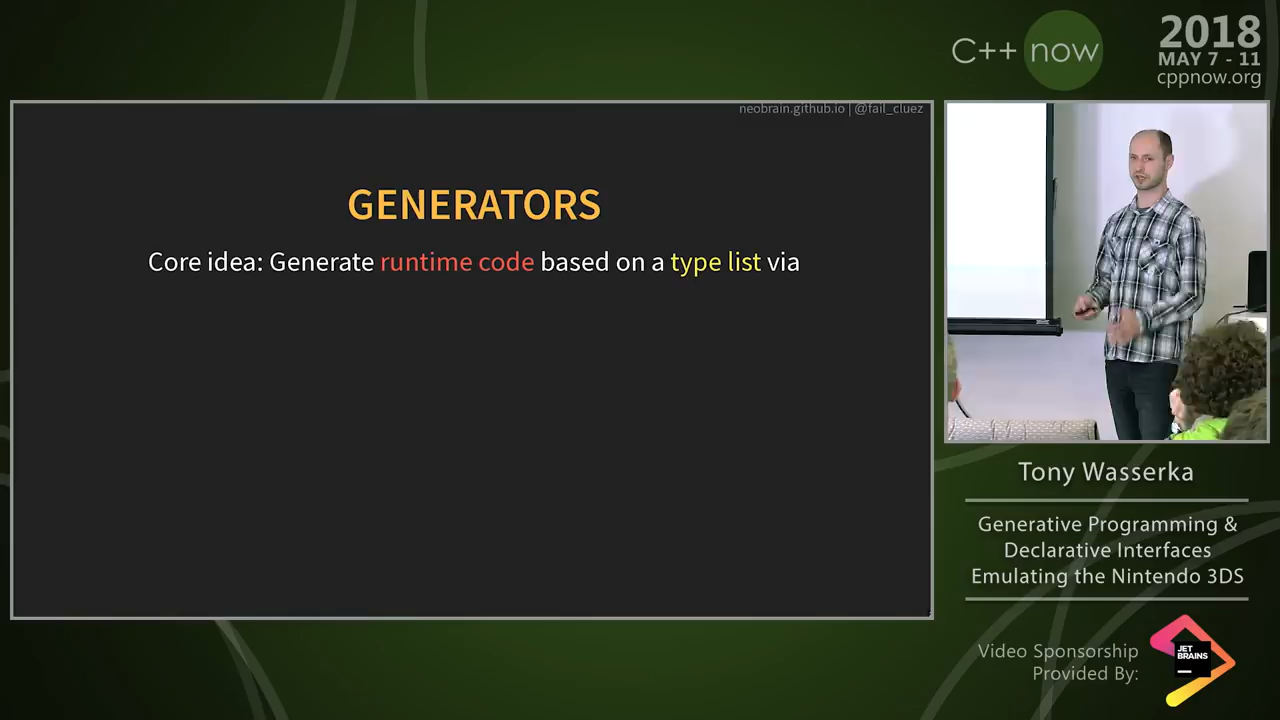 C++ now
2018
MAY 7 - 11
cppnow.org
neobrain.github.io | @fail_cluez
GENERATORS
Core idea: Generate runtime code based on a type list via
Tony Wasserka
Generative Programming &
Declarative Interfaces
Emulating the Nintendo 3DS
Video Sponsorship
Provided By:
JET
BRAINS